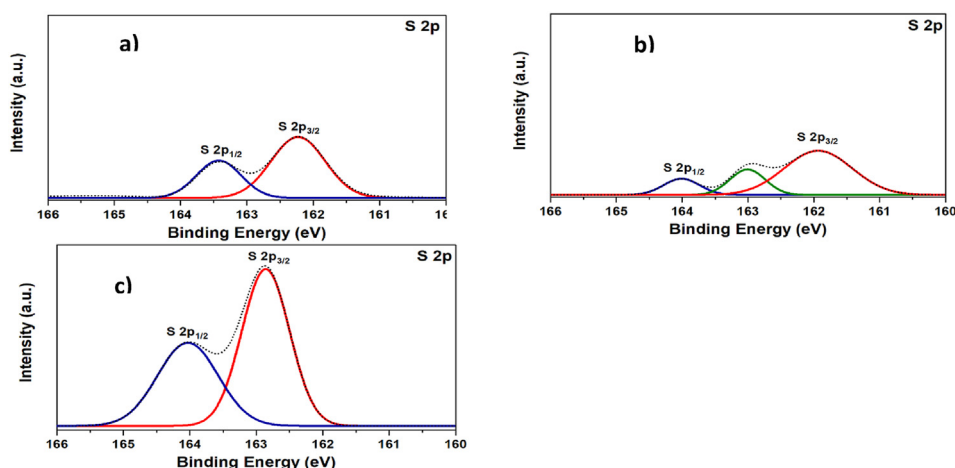 a)
S 2p
S 2p1/2
S 2p3/2
Intensity (a.u.)
166 165 164 163 162 161 16
Binding Energy (eV)
b)
S 2p
S 2p1/2
S 2p3/2
Intensity (a.u.)
166 165 164 163 162 161 160
Binding Energy (eV)
c)
S 2p3/2
S 2p
S 2p1/2
Intensity (a.u.)
166 165 164 163 162 161 160
Binding Energy (eV)